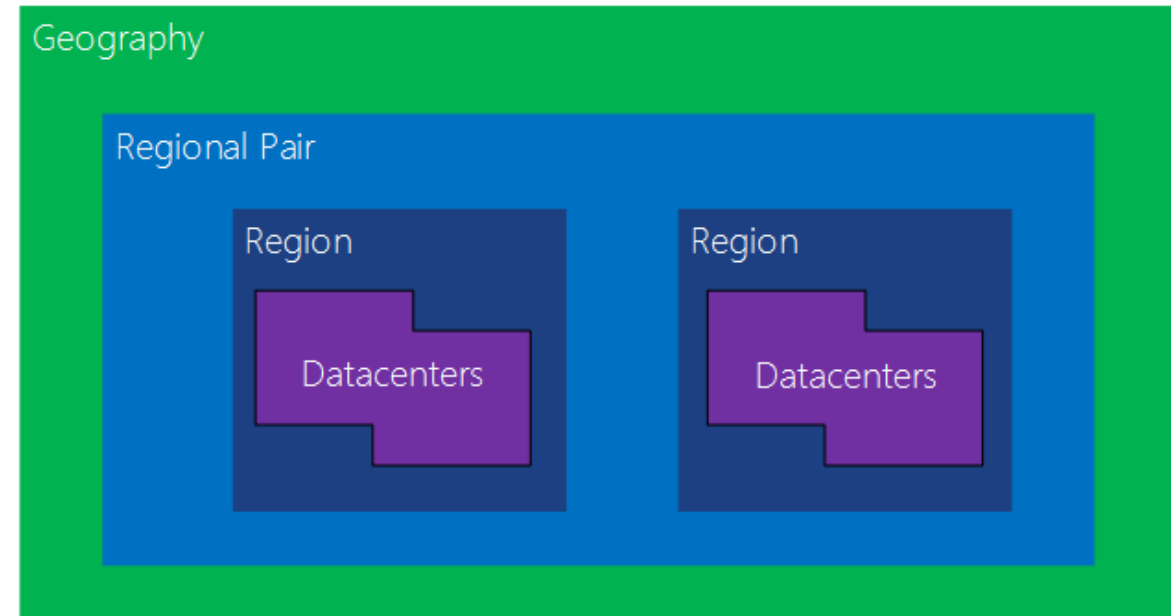 Geography
Regional Pair
Region
Region
Datacenters
Datacenters